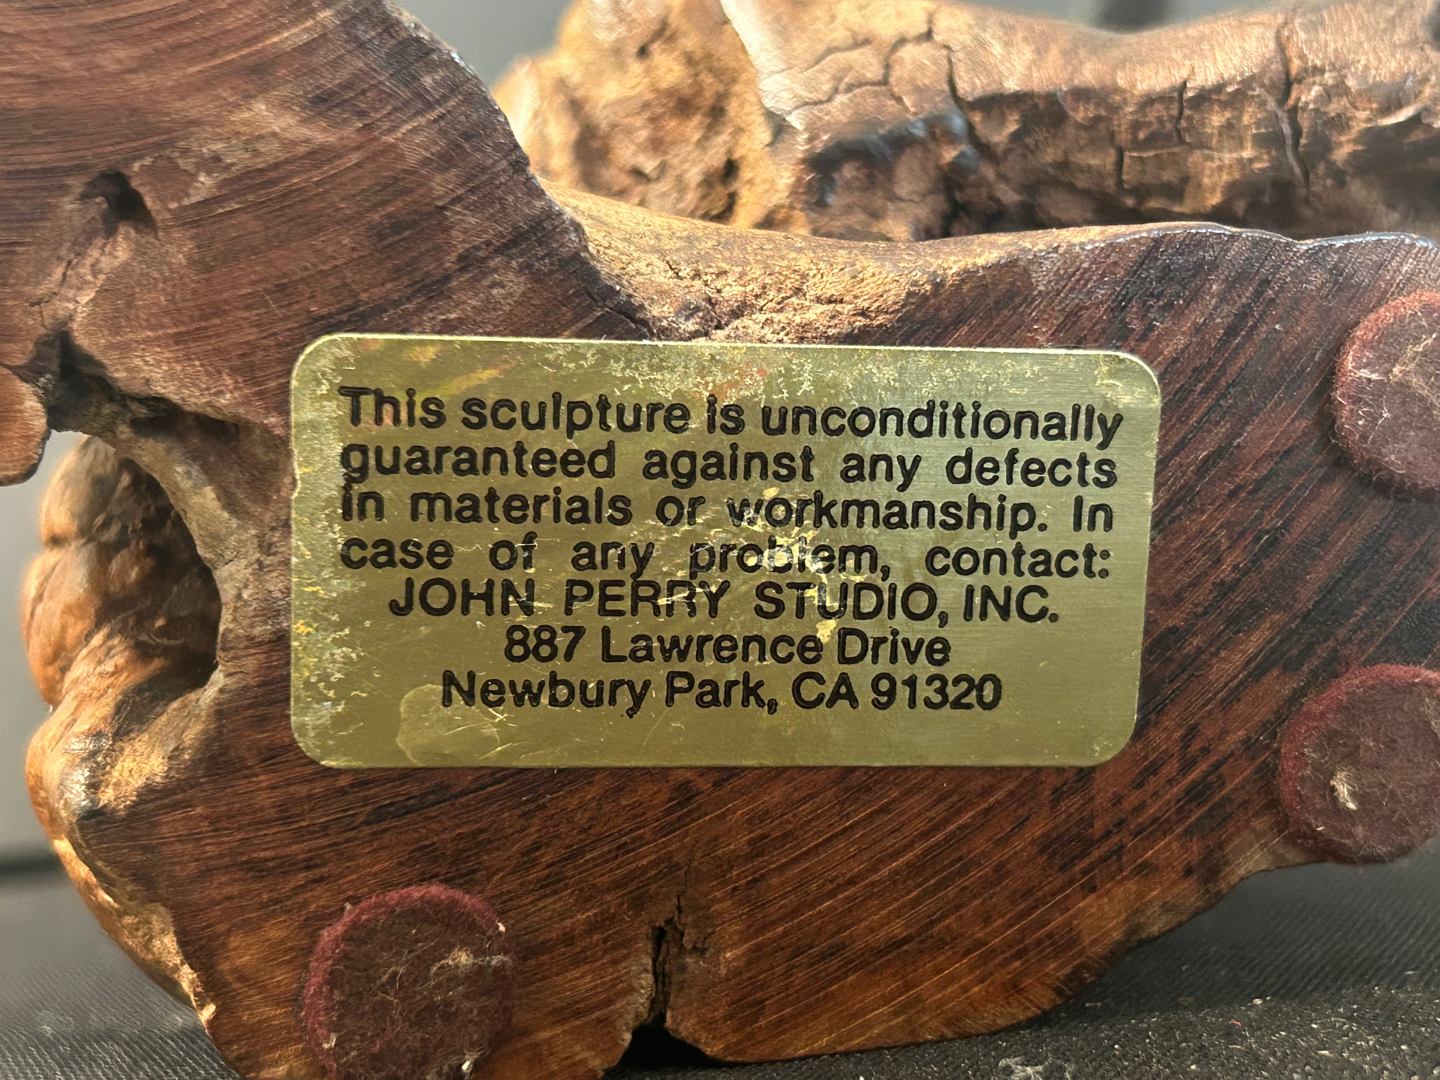 This sculpture is unconditionally
guaranteed against any defects
in materials or workmanship. In
case of any problem, contact:
JOHN PERRY STUDIO, INC.
887 Lawrence Drive
Newbury Park, CA 91320